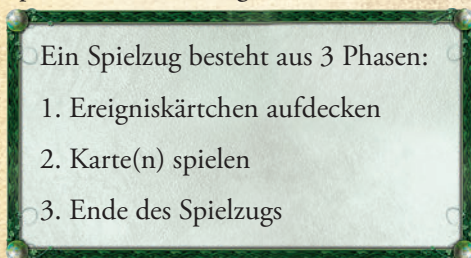 Ein Spielzug besteht aus 3 Phasen:
1. Ereigniskärtchen aufdecken
2. Karte(n) spielen
3. Ende des Spielzugs